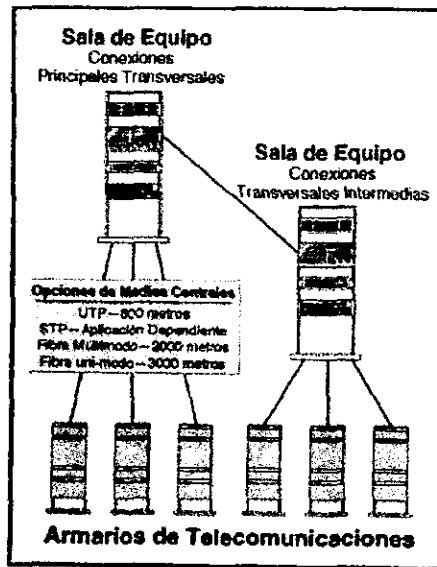 Sala de Equipo
Conexiones
Principales Transversales
Sala de Equipo
Conexiones
Transversales Intermedias
Opciones de Medios Centrales
UTP – 800 metros
STP – Aplicación Dependiente
Fibra Multimodo – 2000 metros
Fibra uni-modo – 3000 metros
Armarios de Telecomunicaciones